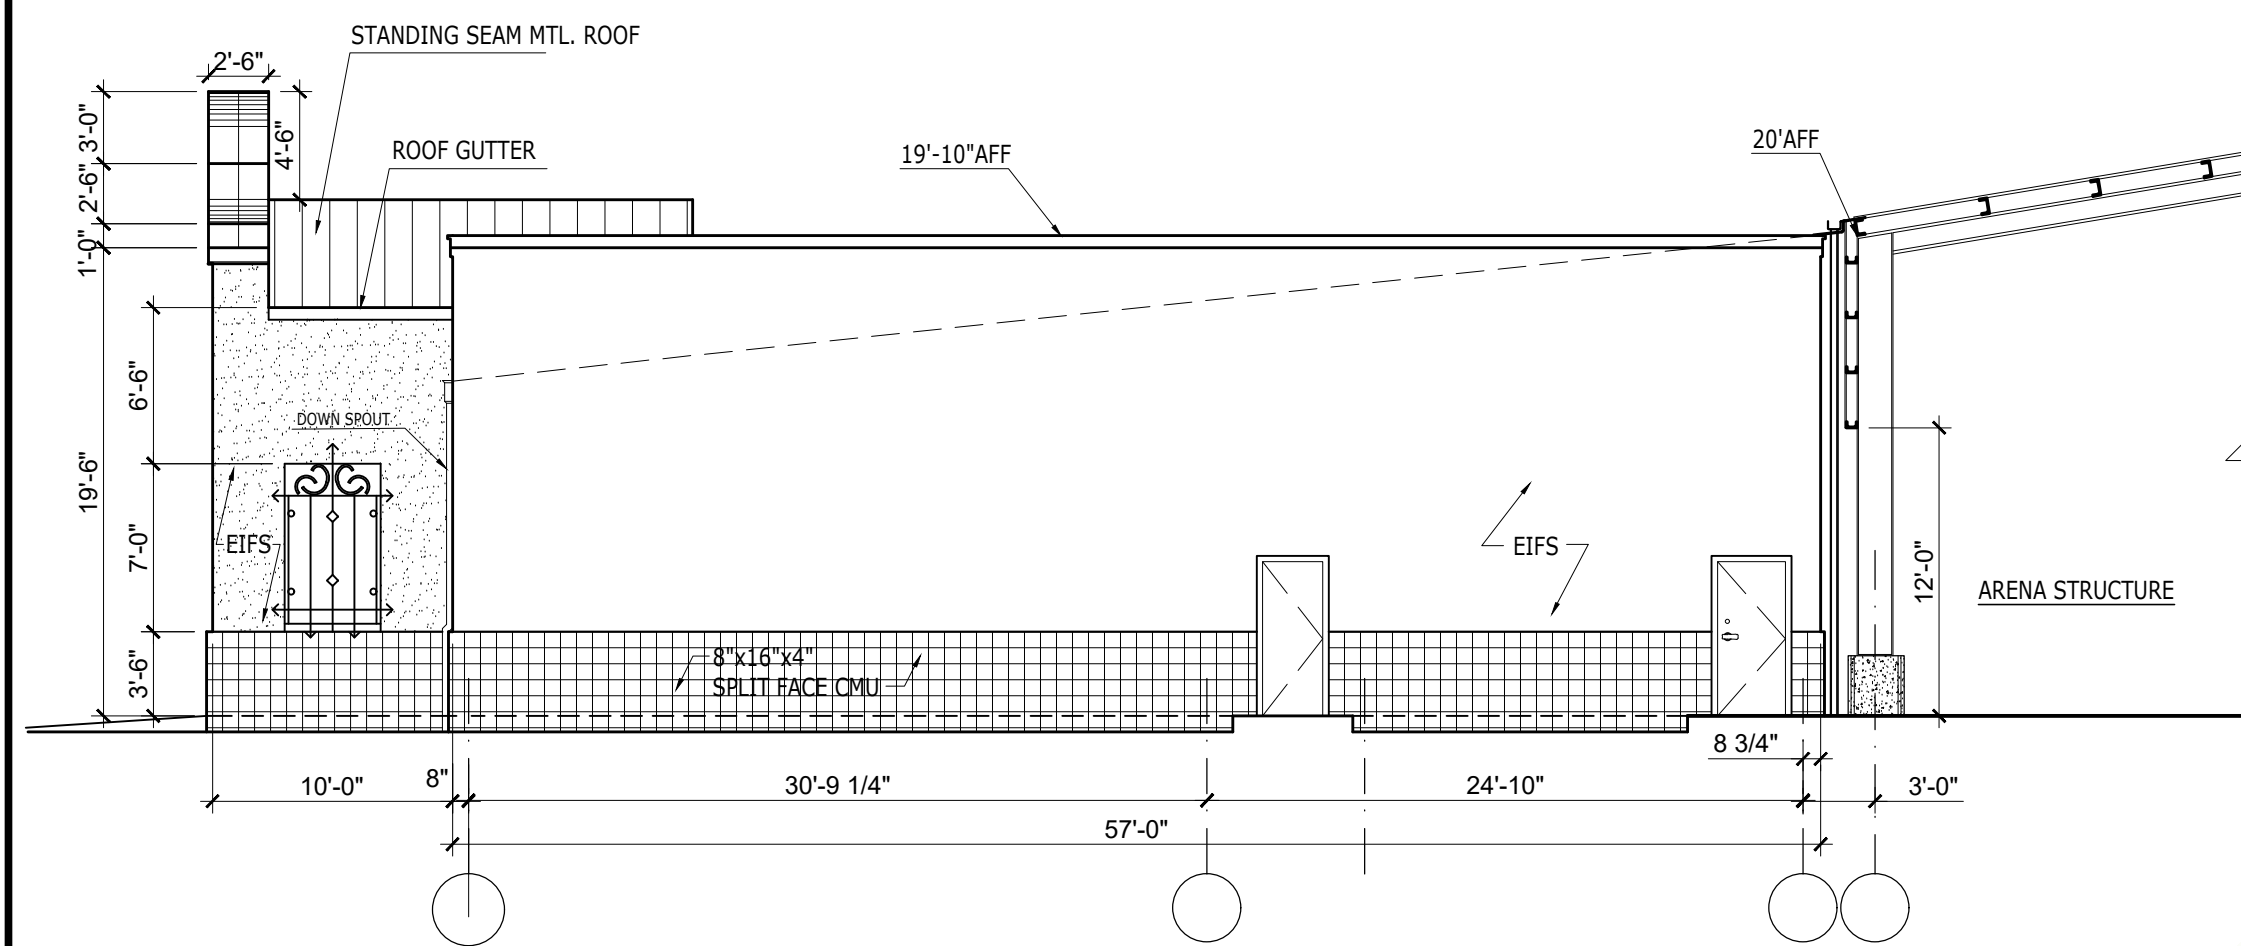 STANDING SEAM MTL. ROOF
2'-6"
3'-0"
4'-6"
ROOF GUTTER
19'-10"AFF
20'AFF
2'-6"
1'-0"
6'-6"
DOWN SPOUT
19'-6"
7'-0"
EIFS
EIFS
12'-0"
ARENA STRUCTURE
3'-6"
8"x16"x4"
SPLIT FACE CMU
8 3/4"
10'-0"
8"
30'-9 1/4"
24'-10"
3'-0"
57'-0"